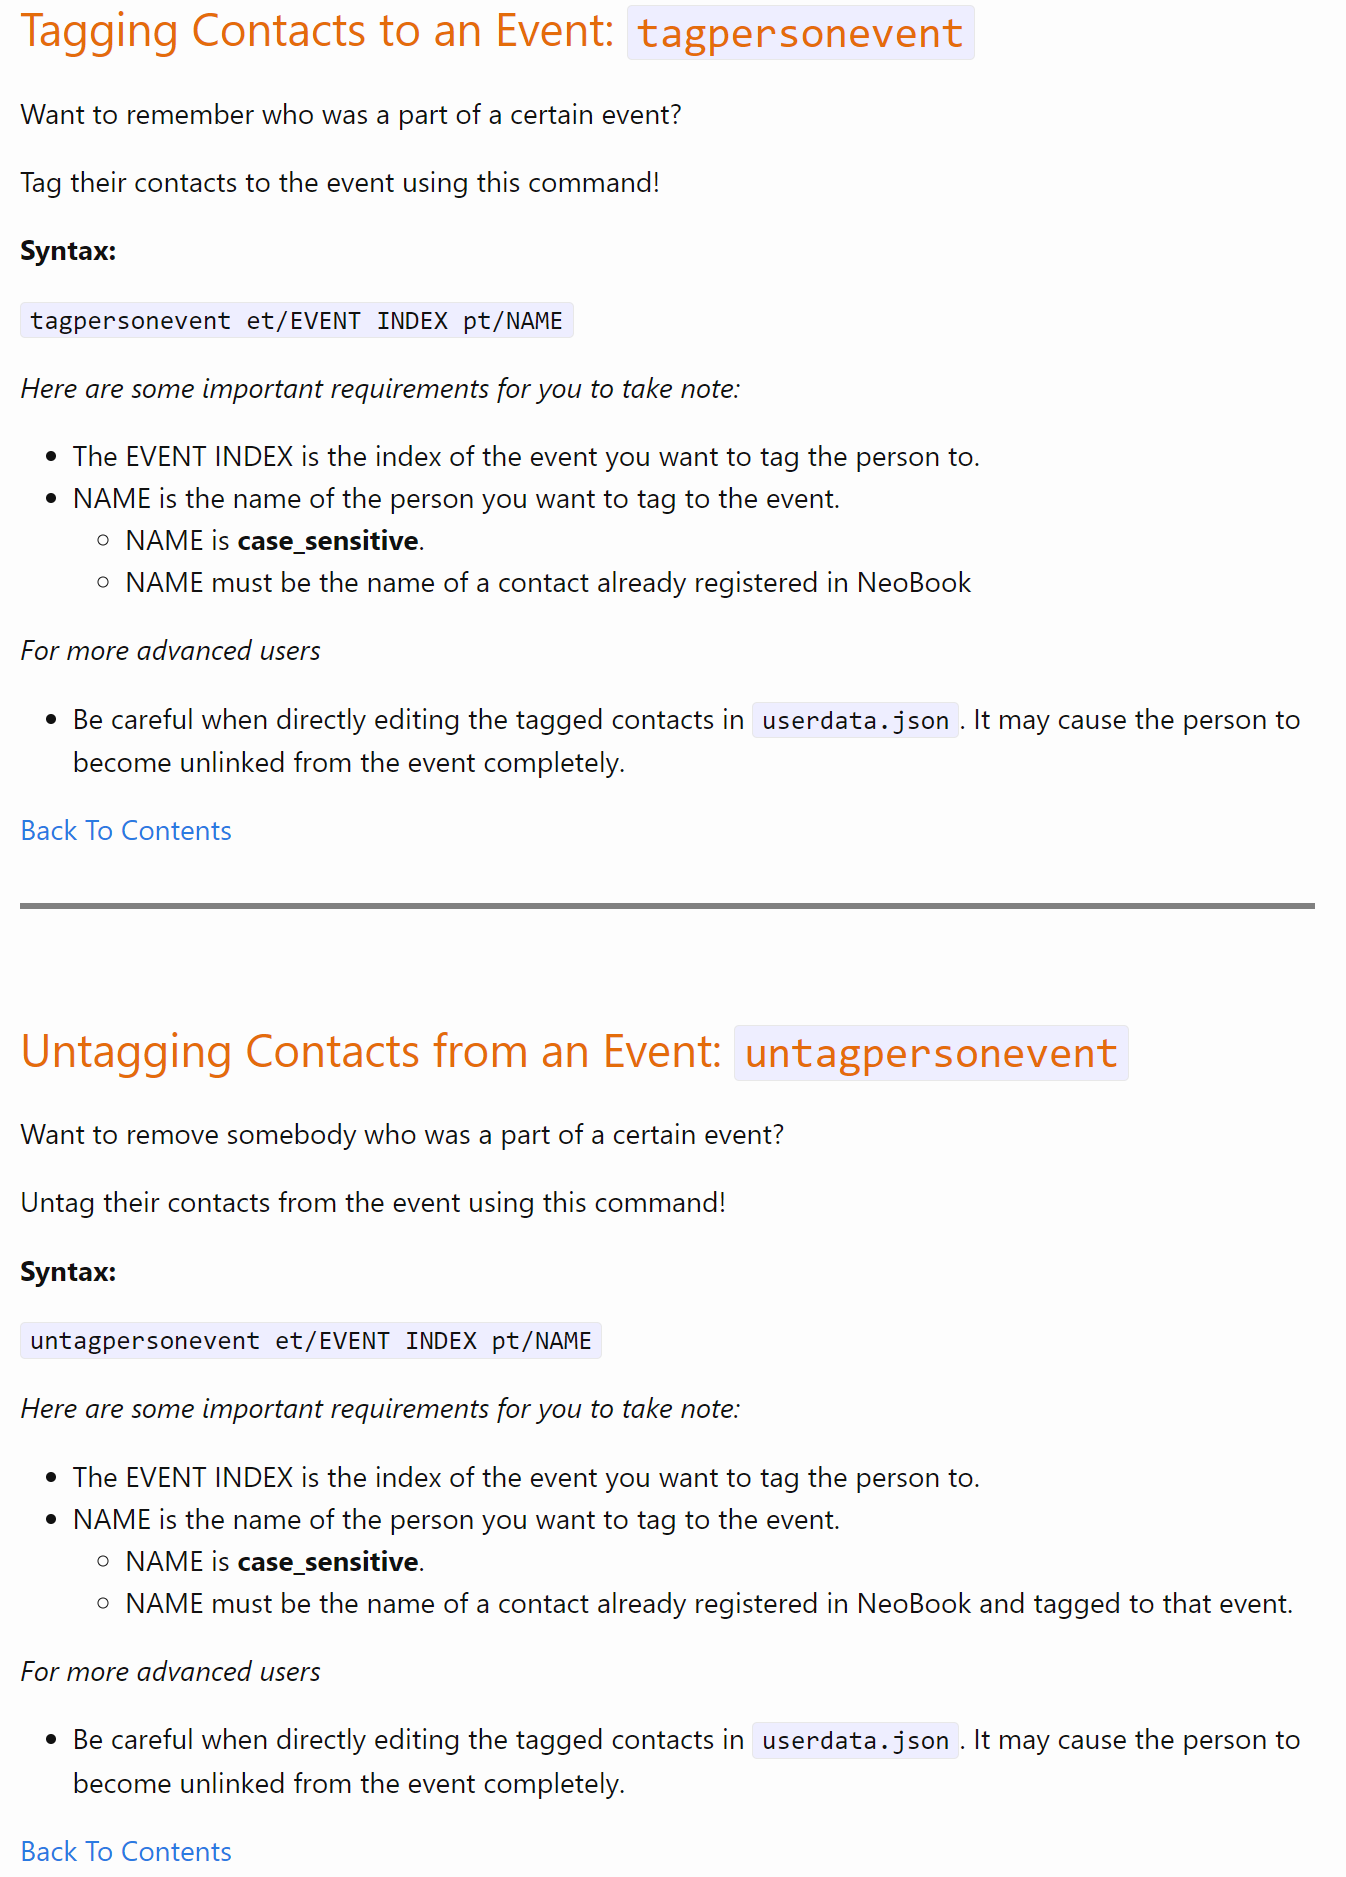 Tagging Contacts to an Event: tagpersonevent
Want to remember who was a part of a certain event?
Tag their contacts to the event using this command!
Syntax:
tagpersonevent et/EVENT INDEX pt/NAME
Here are some important requirements for you to take note:
The EVENT INDEX is the index of the event you want to tag the person to.
NAME is the name of the person you want to tag to the event.
NAME is case_sensitive.
NAME must be the name of a contact already registered in NeoBook
For more advanced users
Be careful when directly editing the tagged contacts in userdata.json. It may cause the person to
become unlinked from the event completely.
Back To Contents
Untagging Contacts from an Event: untagpersonevent
Want to remove somebody who was a part of a certain event?
Untag their contacts from the event using this command!
Syntax:
untagpersonevent et/EVENT INDEX pt/NAME
Here are some important requirements for you to take note:
The EVENT INDEX is the index of the event you want to tag the person to.
NAME is the name of the person you want to tag to the event.
NAME is case_sensitive.
NAME must be the name of a contact already registered in NeoBook and tagged to that event.
For more advanced users
Be careful when directly editing the tagged contacts in userdata.json. It may cause the person to
become unlinked from the event completely.
Back To Contents